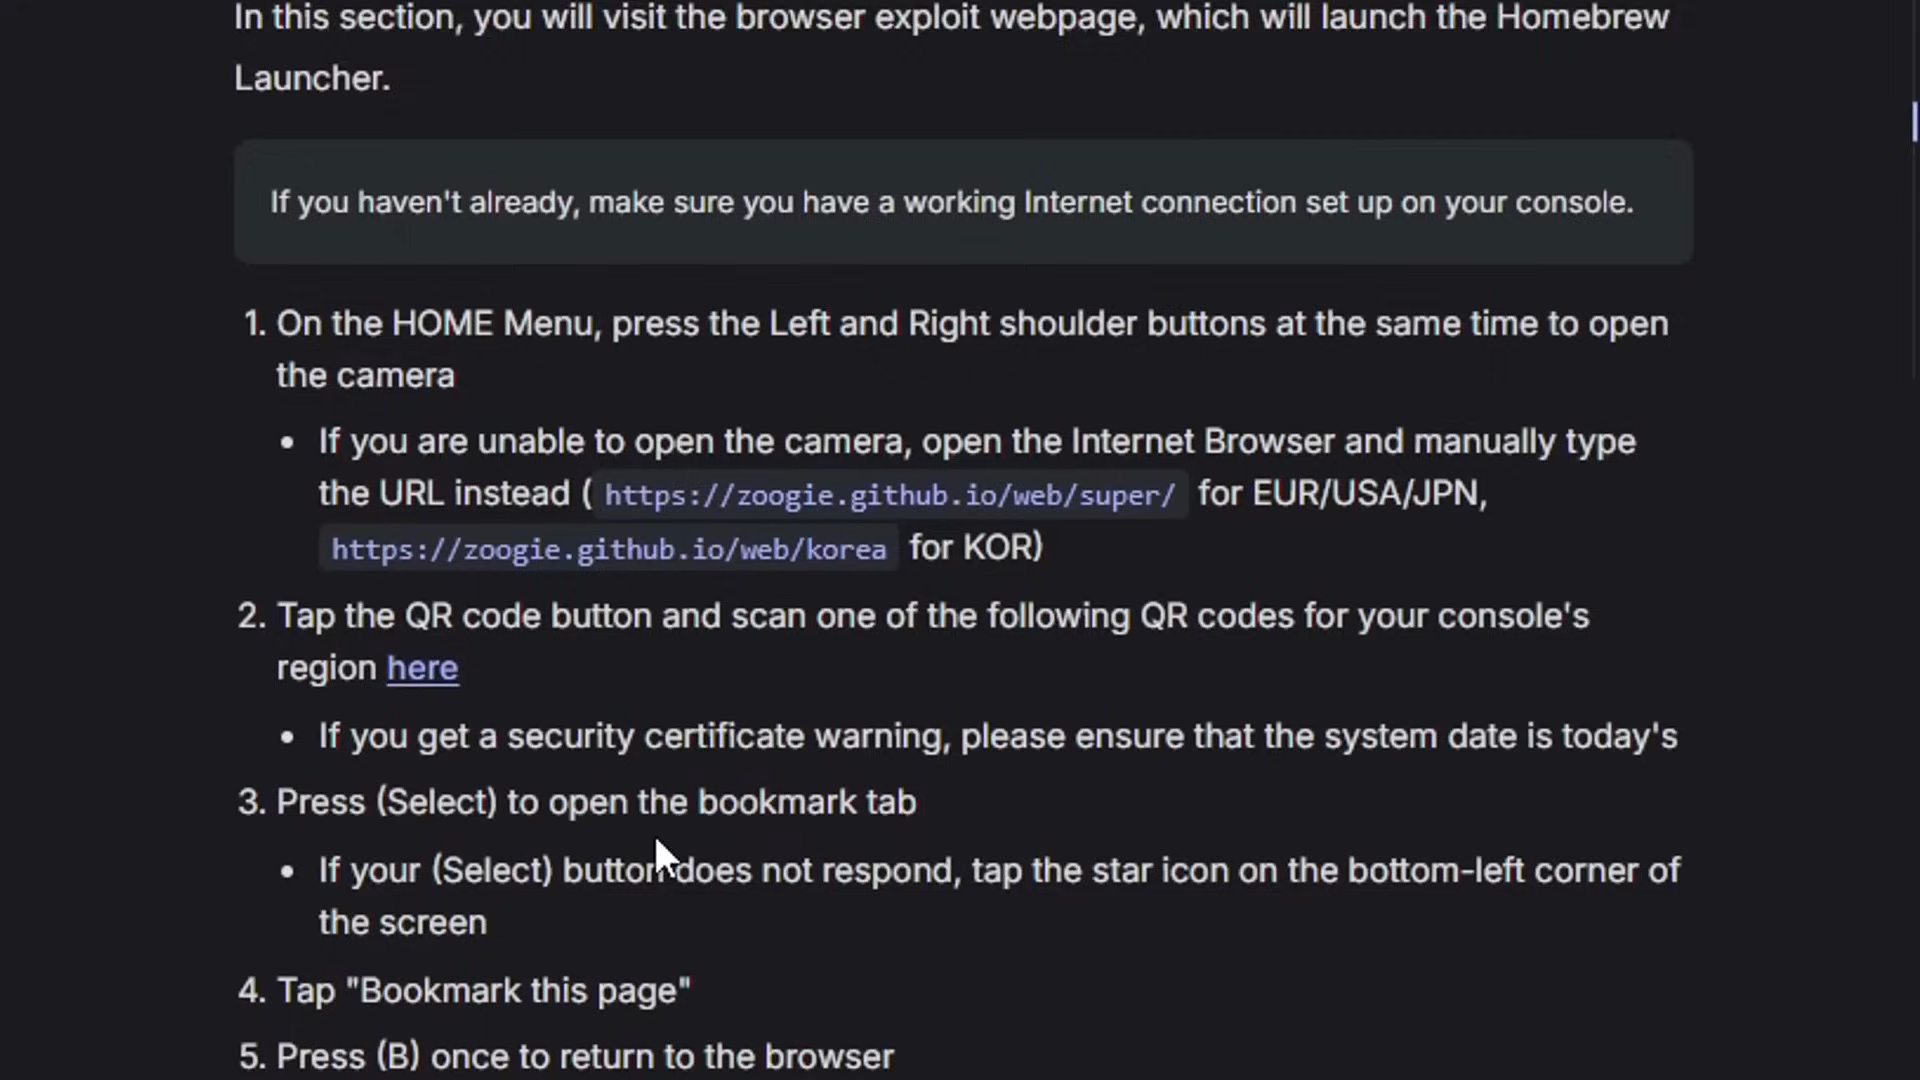 In this section, you will visit the browser exploit webpage, which will launch the Homebrew
Launcher.
If you haven't already, make sure you have a working Internet connection set up on your console.
1. On the HOME Menu, press the Left and Right shoulder buttons at the same time to open
the camera
• If you are unable to open the camera, open the Internet Browser and manually type
the URL instead ( https://zoogie.github.io/web/super/ for EUR/USA/JPN,
https://zoogie.github.io/web/korea for KOR)
2. Tap the QR code button and scan one of the following QR codes for your console's
region here
• If you get a security certificate warning, please ensure that the system date is today's
3. Press (Select) to open the bookmark tab
• If your (Select) button does not respond, tap the star icon on the bottom-left corner of
the screen
4. Tap "Bookmark this page"
5. Press (B) once to return to the browser